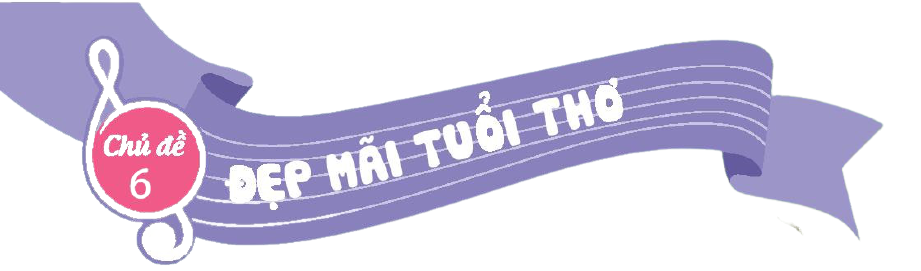 Chủ đề
6
ĐẸP MÃI TUỔI THƠ